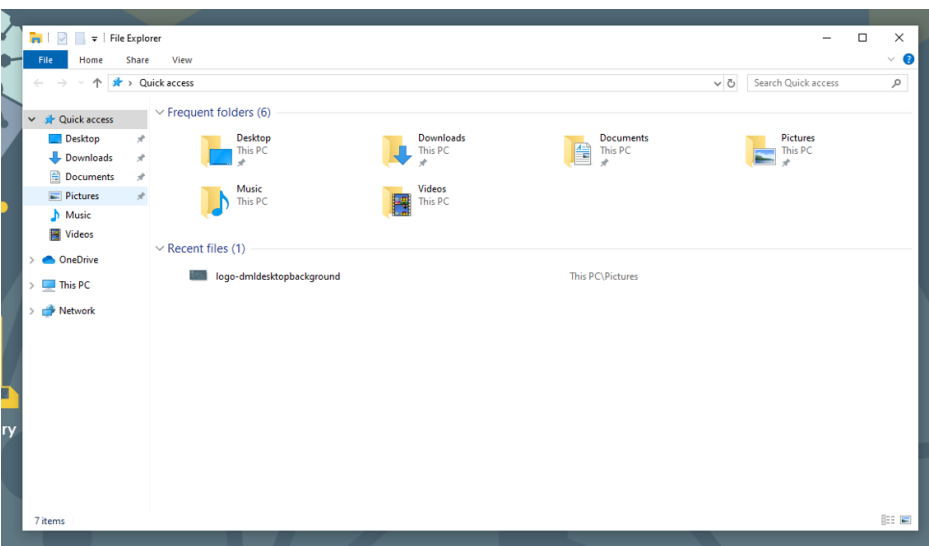 File Explorer
File Home Share View
Quick access
Search Quick access
Quick access
Desktop
Downloads
Documents
Pictures
Music
Videos
OneDrive
This PC
Network
Frequent folders (6)
Desktop
This PC
Downloads
This PC
Documents
This PC
Pictures
This PC
Music
This PC
Videos
This PC
Recent files (1)
logo-dmldesktopbackground This PC\Pictures
7 items
ry